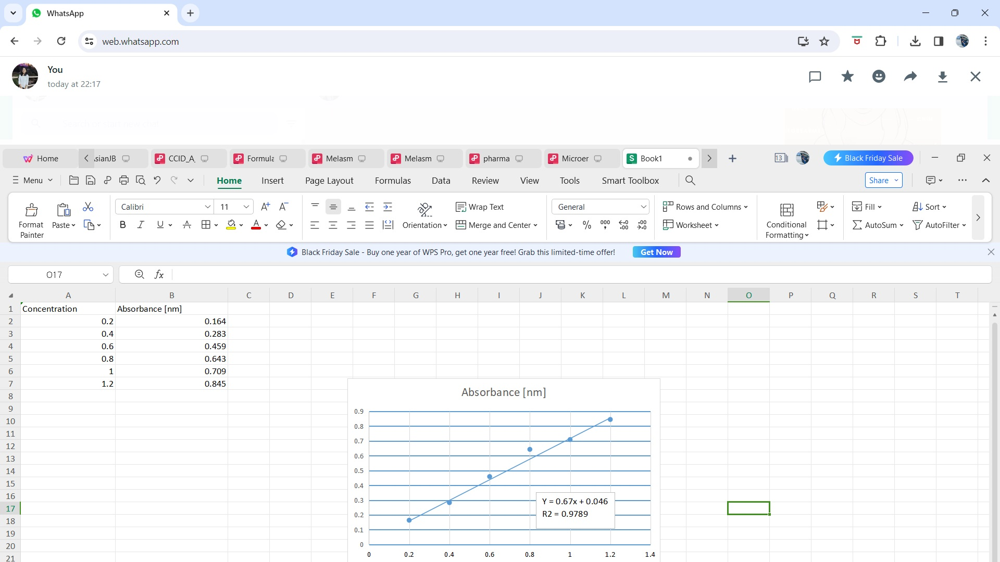 WhatsApp
web.whatsapp.com
You
today at 22:17
Home
sianJB
CCID_A_
Formula
Melasm
Melasm
pharma
Microer
Book1
13
Black Friday Sale
Menu
Home
Insert
Page Layout
Formulas
Data
Review
View
Tools
Smart Toolbox
Share
Format
Painter
Paste
Calibri
11
Wrap Text
Orientation
Merge and Center
General
Rows and Columns
Worksheet
Conditional
Formatting
Fill
Sort
AutoSum
AutoFilter
Black Friday Sale - Buy one year of WPS Pro, get one year free! Grab this limited-time offer!
Get Now
O17
fx
A B C D E F G H I J K L M N O P Q R S T
1 Concentration Absorbance [nm]
2 0.2 0.164
3 0.4 0.283
4 0.6 0.459
5 0.8 0.643
6 1 0.709
7 1.2 0.845
8
9
10
11
12
13
14
15
16
17
18
19
20
21
Absorbance [nm]
0.9
0.8
0.7
0.6
0.5
0.4
0.3
0.2
0.1
0
Y = 0.67x + 0.046
R2 = 0.9789
0 0.2 0.4 0.6 0.8 1 1.2 1.4